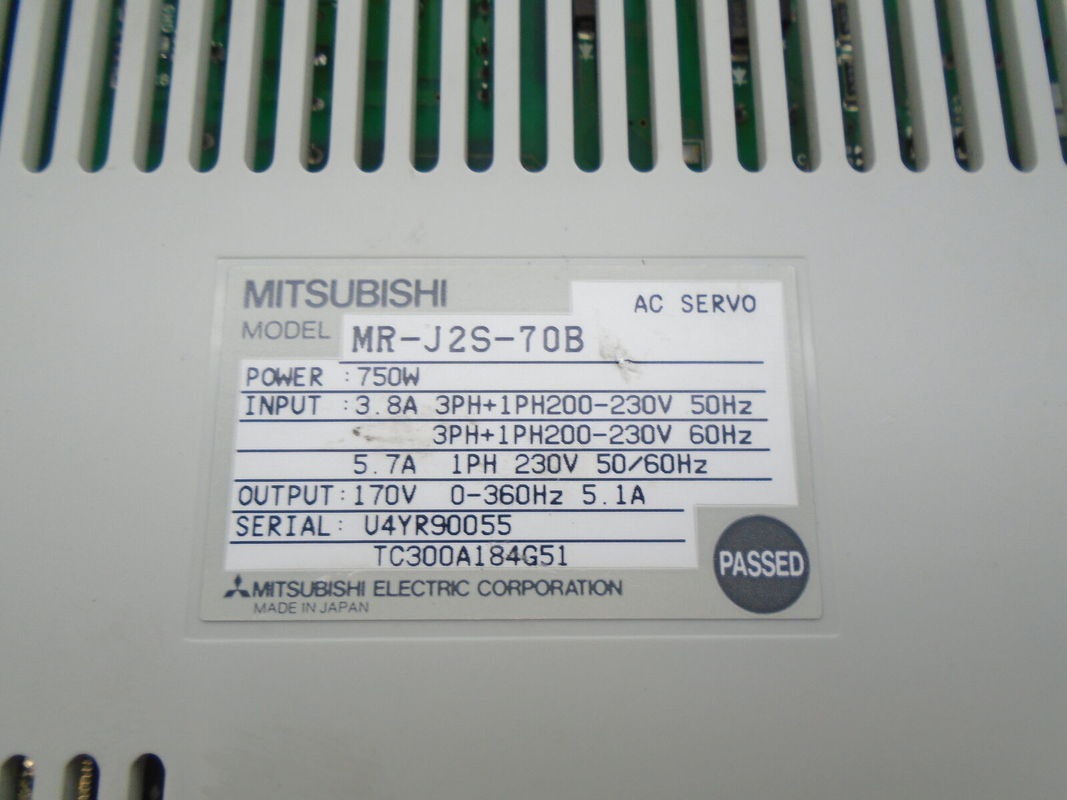 MITSUBISHI
AC SERVO
MODEL MR-J2S-70B
POWER :750W
INPUT :3.8A 3PH+1PH200-230V 50Hz
3PH+1PH200-230V 60Hz
5.7A 1PH 230V 50/60Hz
OUTPUT:170V 0-360Hz 5.1A
SERIAL: U4YR90055
TC300A184G51
PASSED
MITSUBISHI ELECTRIC CORPORATION
MADE IN JAPAN